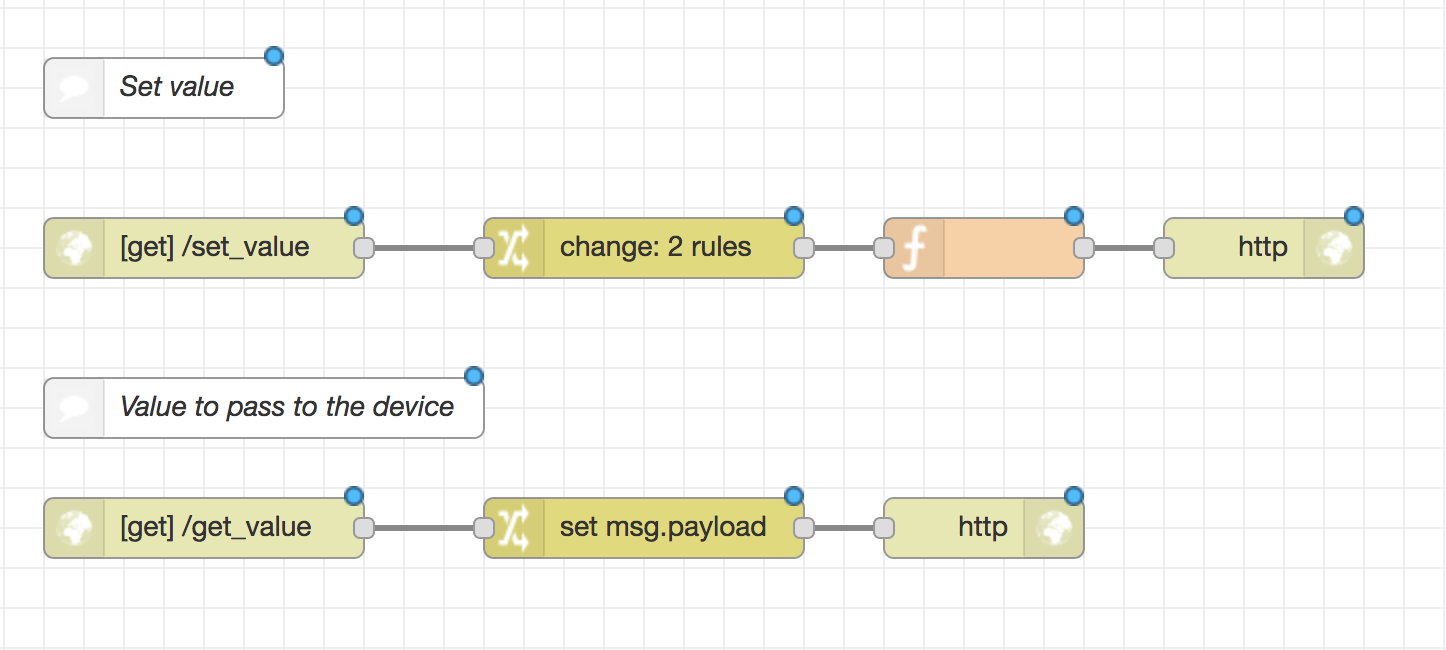 Set value
[get] /set_value
change: 2 rules
f
http
Value to pass to the device
[get] /get_value
set msg.payload
http